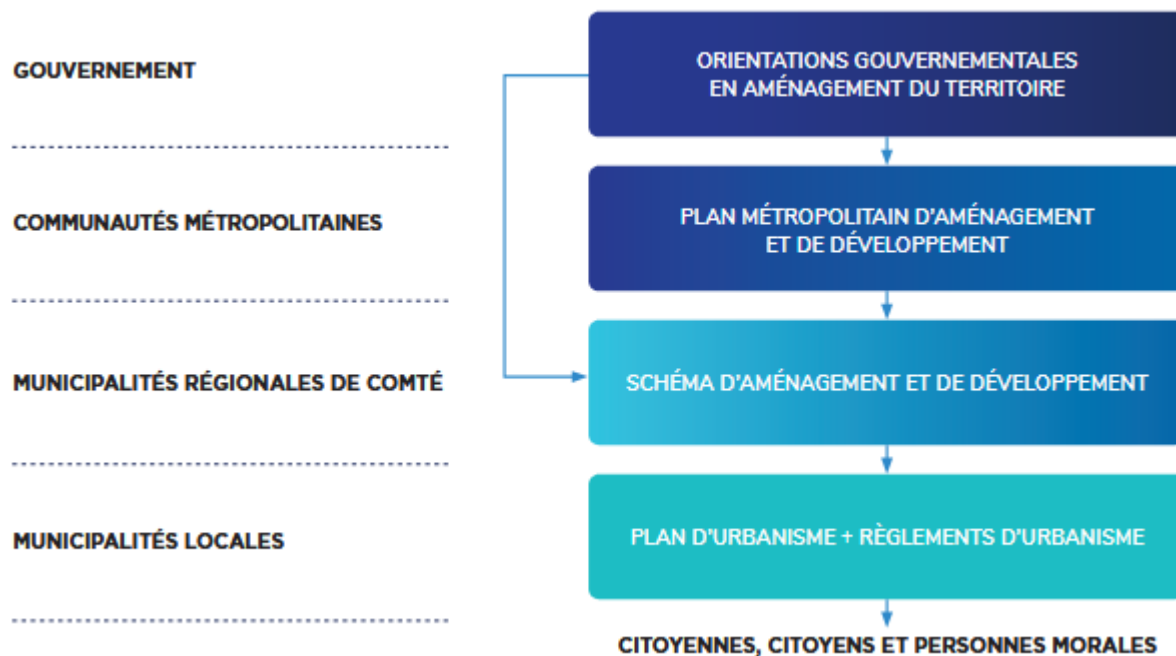 GOUVERNEMENT
ORIENTATIONS GOUVERNEMENTALES
EN AMÉNAGEMENT DU TERRITOIRE
COMMUNAUTÉS MÉTROPOLITAINES
PLAN MÉTROPOLITAIN D'AMÉNAGEMENT
ET DE DÉVELOPPEMENT
MUNICIPALITÉS RÉGIONALES DE COMTÉ
SCHÉMA D'AMÉNAGEMENT ET DE DÉVELOPPEMENT
MUNICIPALITÉS LOCALES
PLAN D'URBANISME + RÈGLEMENTS D'URBANISME
CITOYENNES, CITOYENS ET PERSONNES MORALES